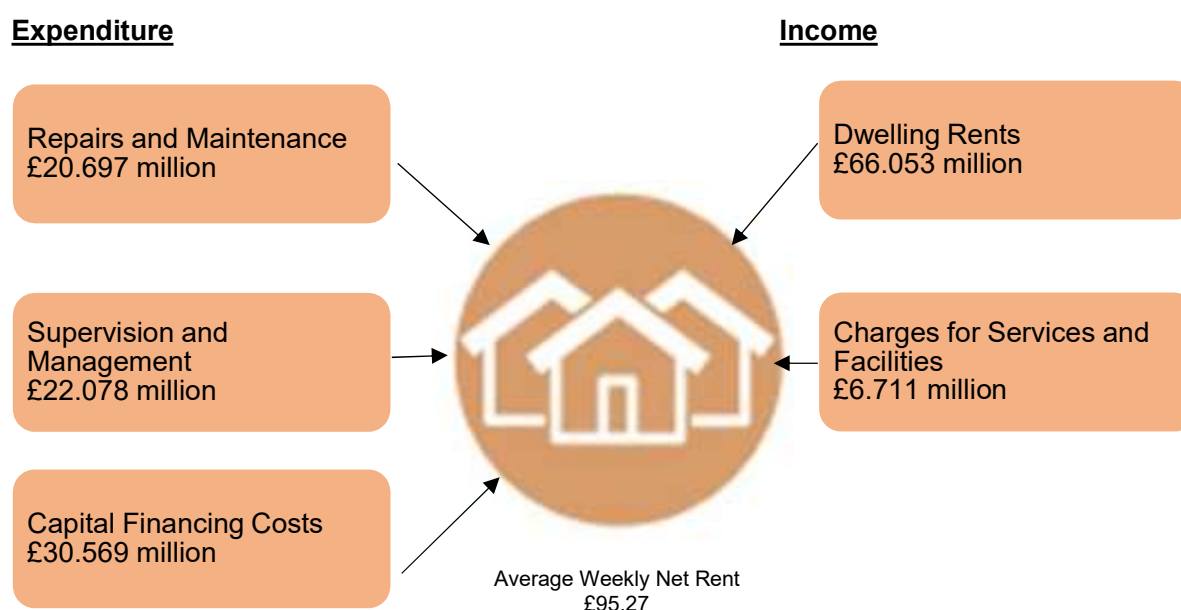 Expenditure
Income
Repairs and Maintenance
£20.697 million
Dwelling Rents
£66.053 million
Supervision and
Management
£22.078 million
Charges for Services and
Facilities
£6.711 million
Capital Financing Costs
£30.569 million
Average Weekly Net Rent
£95.27